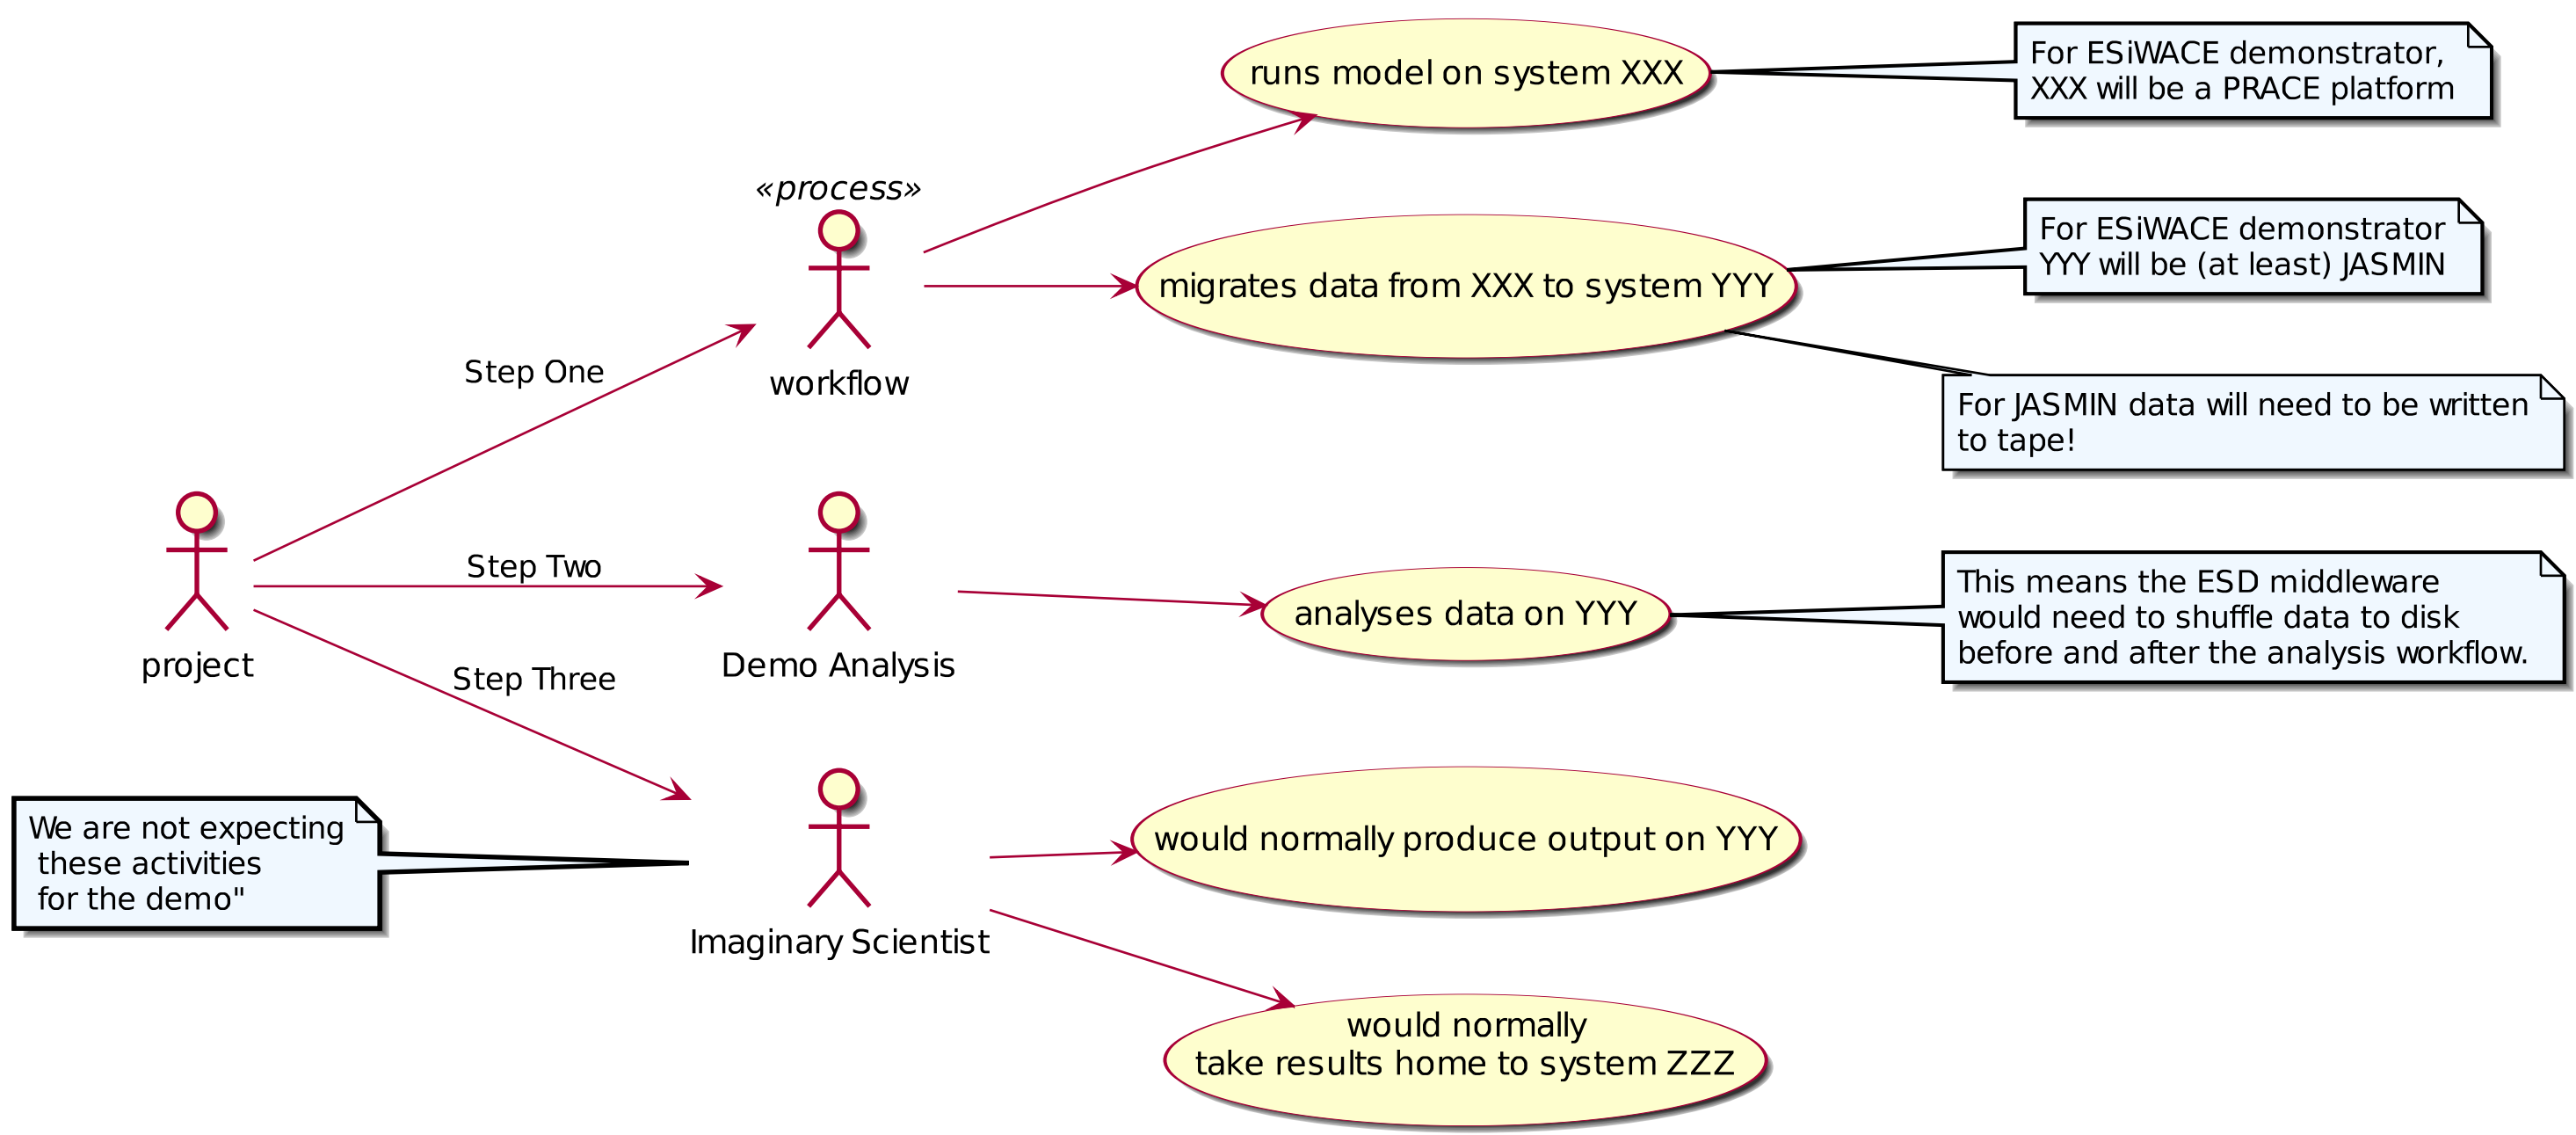 runs model on system XXX
For ESiWACE demonstrator,
XXX will be a PRACE platform
«process»
workflow
migrates data from XXX to system YYY
For ESiWACE demonstrator
YYY will be (at least) JASMIN
For JASMIN data will need to be written
to tape!
Step One
project
Step Two
Demo Analysis
analyses data on YYY
This means the ESD middleware
would need to shuffle data to disk
before and after the analysis workflow.
Step Three
We are not expecting
these activities
for the demo"
Imaginary Scientist
would normally produce output on YYY
would normally
take results home to system ZZZ